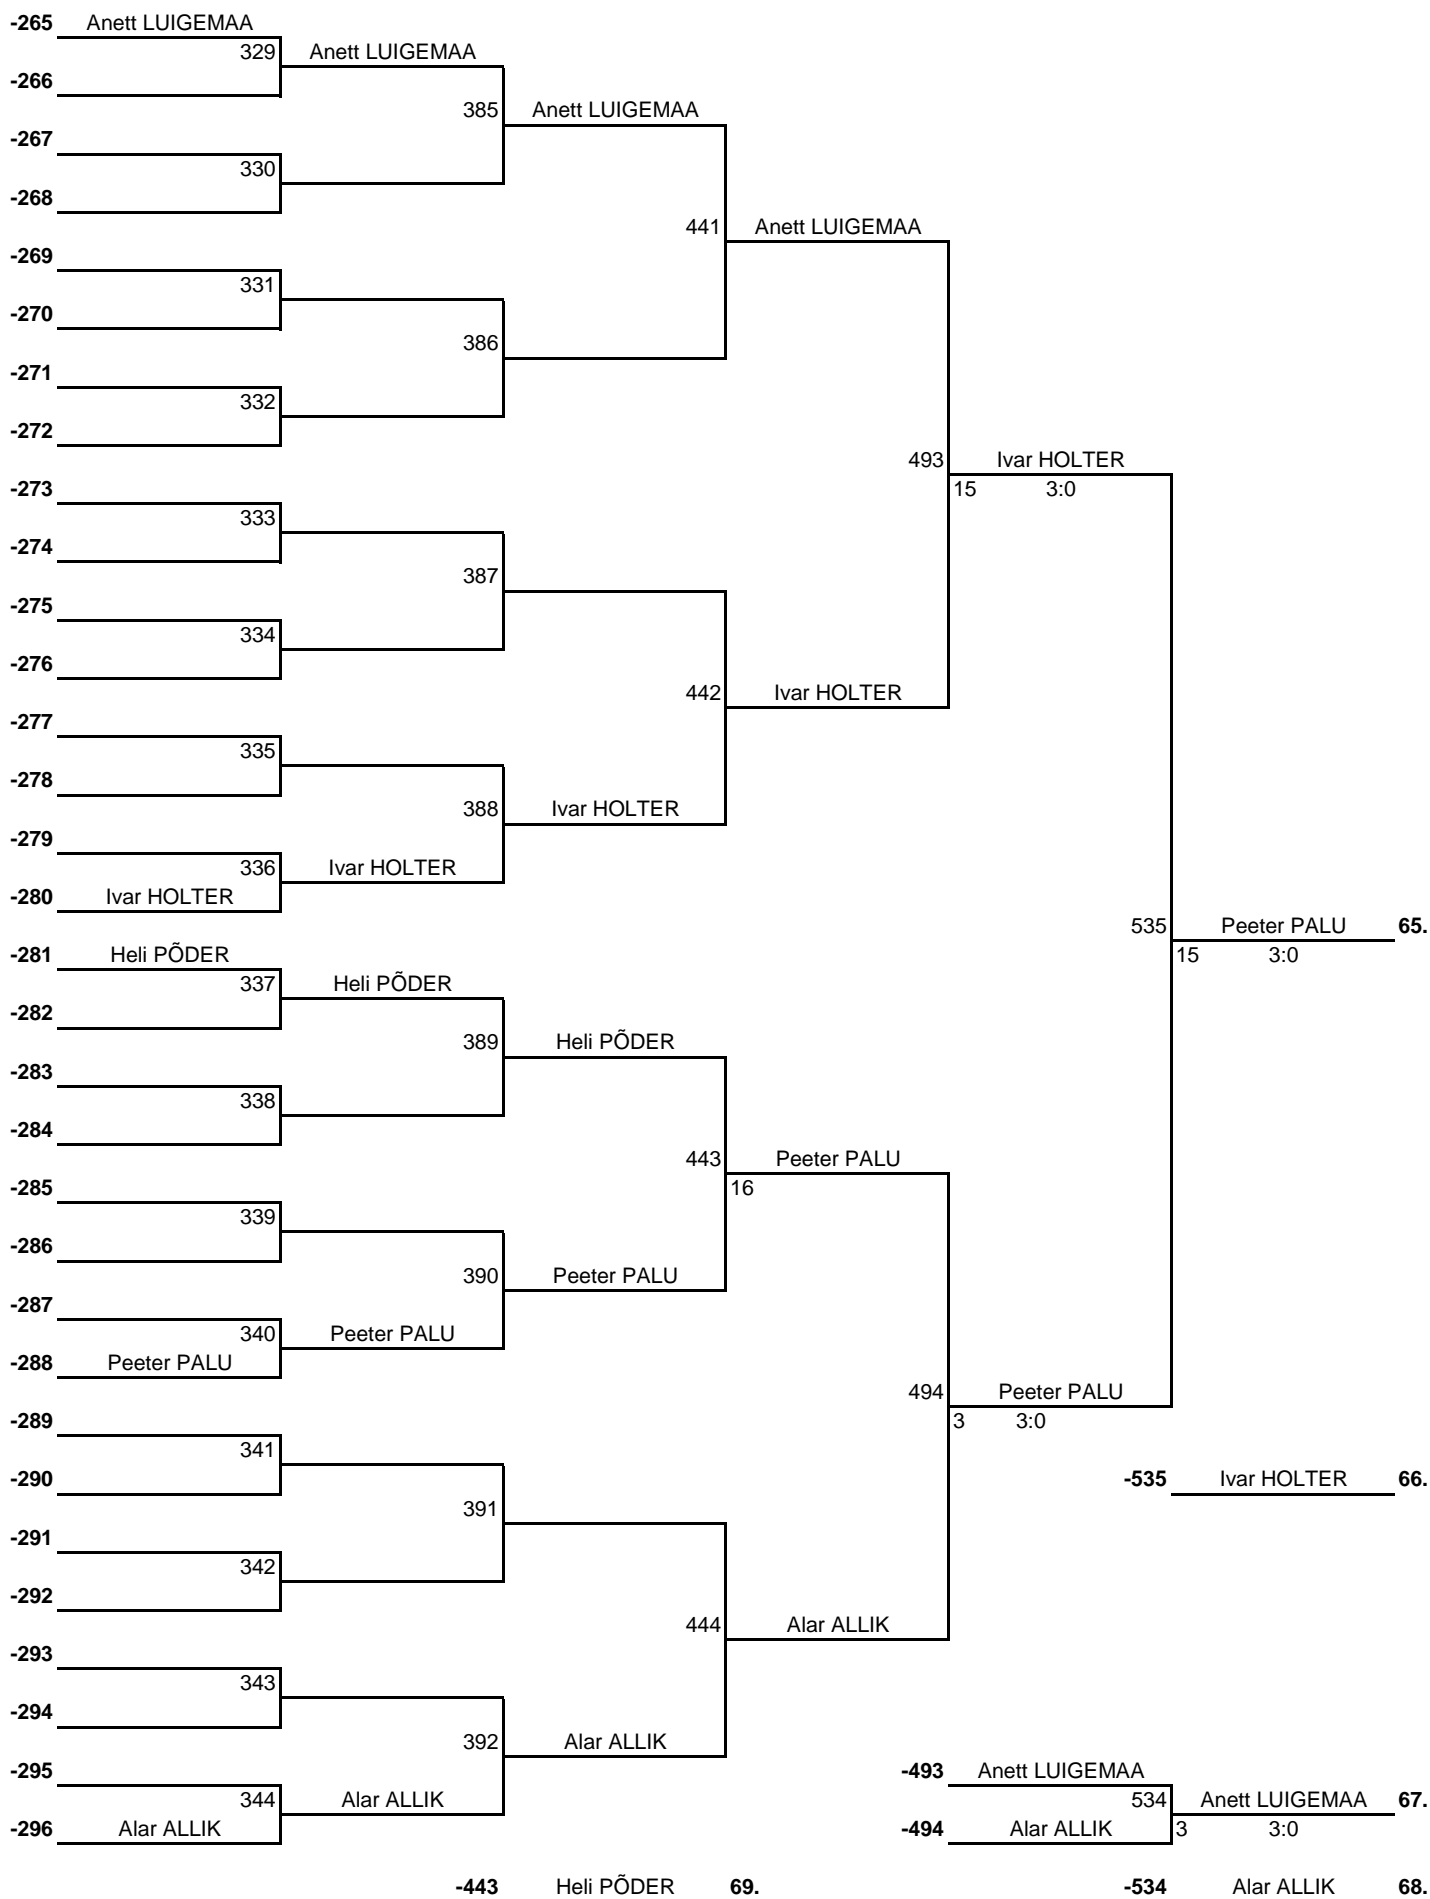 -265 Anett LUIGEMAA
329 Anett LUIGEMAA
-266
385 Anett LUIGEMAA
-267
330
-268
441 Anett LUIGEMAA
-269
331
-270
386
-271
332
-272
493 Ivar HOLTER
-273
15 3:0
333
-274
387
-275
334
-276
442 Ivar HOLTER
-277
335
-278
388 Ivar HOLTER
-279
336 Ivar HOLTER
-280 Ivar HOLTER
535 Peeter PALU 65.
-281 Heli PÕDER
15 3:0
337 Heli PÕDER
-282
389 Heli PÕDER
-283
338
-284
443 Peeter PALU
-285
16
339
-286
390 Peeter PALU
-287
340 Peeter PALU
-288 Peeter PALU
494 Peeter PALU
-289
3 3:0
341
-290
-535 Ivar HOLTER 66.
391
-291
342
-292
444 Alar ALLIK
-293
343
-294
392 Alar ALLIK
-295
-493 Anett LUIGEMAA
344 Alar ALLIK
534 Anett LUIGEMAA 67.
-296 Alar ALLIK
-494 Alar ALLIK
3 3:0
-443 Heli PÕDER 69.
-534 Alar ALLIK 68.